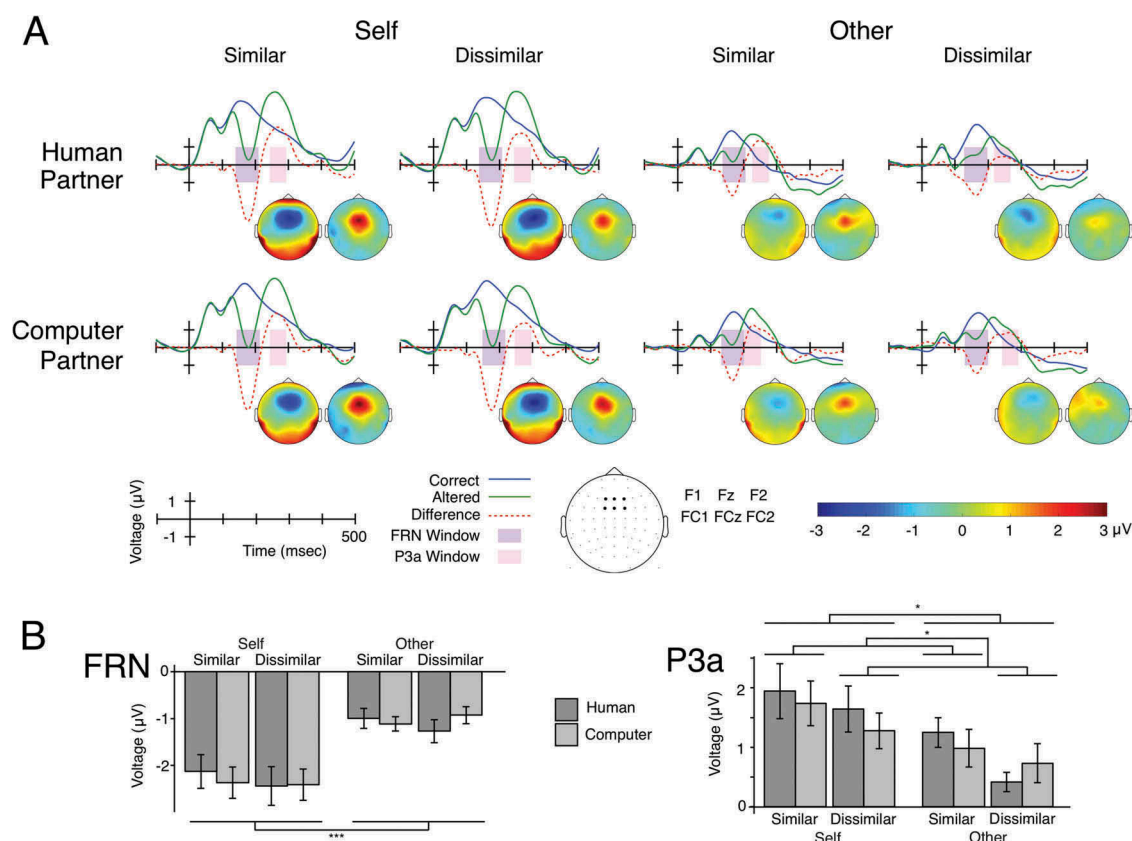 A
Self Other
Similar Dissimilar Similar Dissimilar
Human
Partner
Computer
Partner
Voltage (µV)
1
-1
Time (msec) 500
Correct
Altered
Difference
FRN Window
P3a Window
F1 Fz F2
FC1 FCz FC2
-3 -2 -1 0 1 2 3 µV
B
FRN
Self Other
Similar Dissimilar Similar Dissimilar
Voltage (µV)
0
-1
-2
***
Human
Computer
P3a
*
*
Voltage (µV)
2
1
0
Similar Dissimilar Similar Dissimilar
Self Other